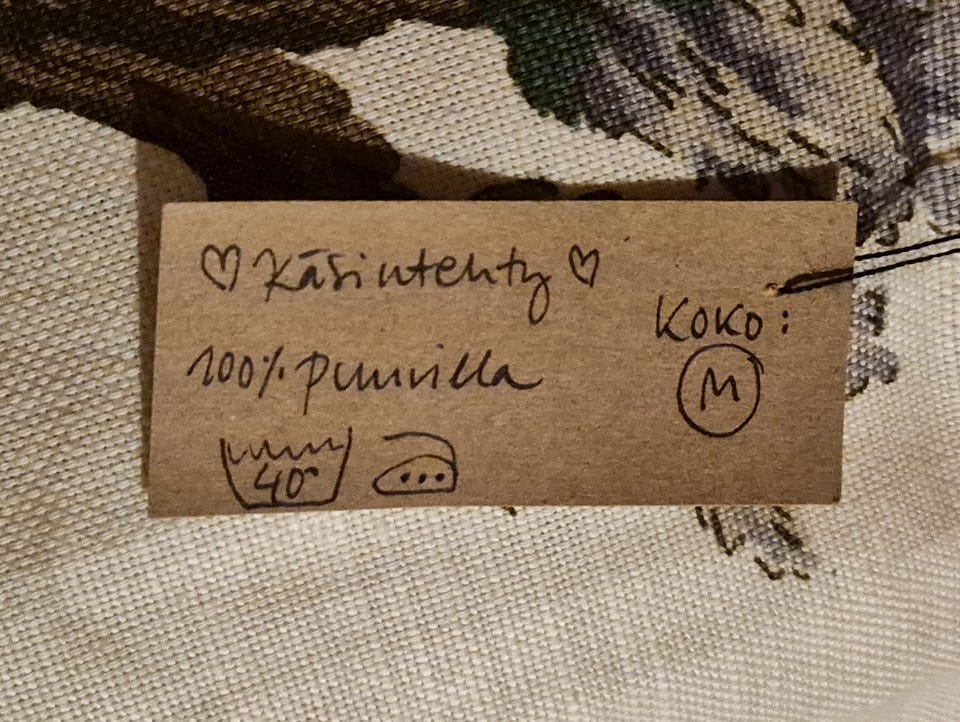 ♡ Käsintehty ♡
100% puuvilla
40°
Koko:
M